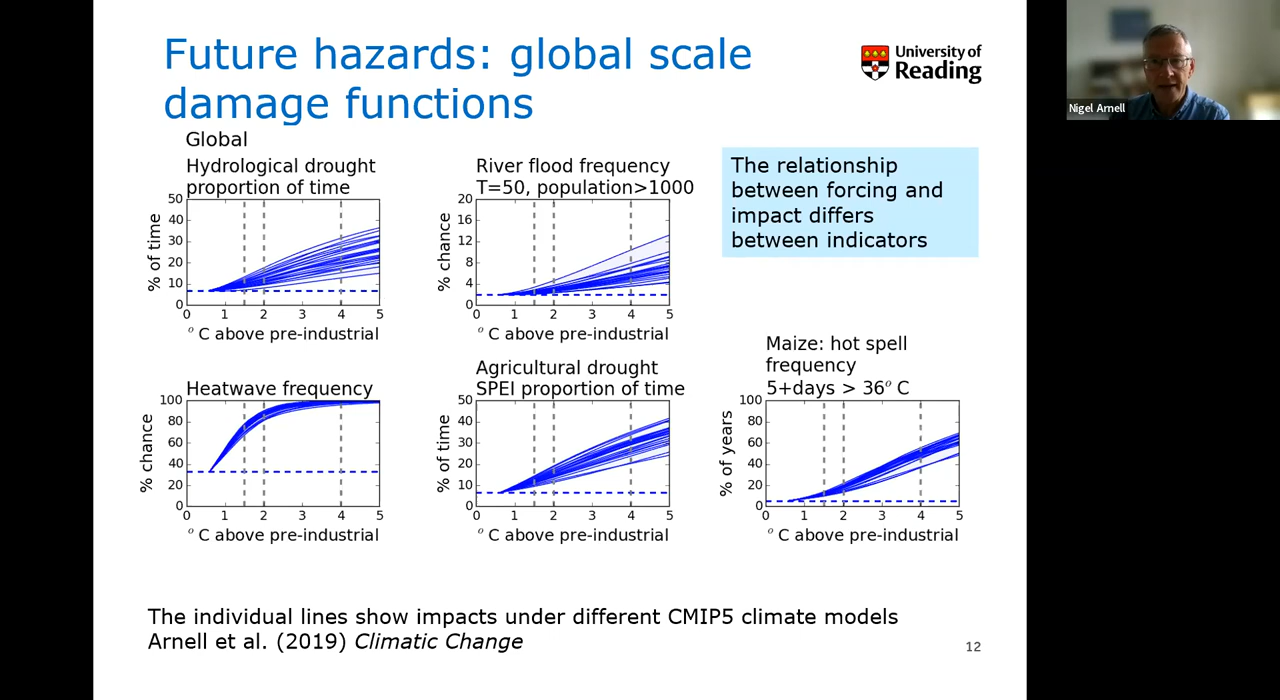 Future hazards: global scale
damage functions
University of
Reading
Nigel Arnell
Global
Hydrological drought
proportion of time
50
40
30
20
10
0
% of time
0 1 2 3 4 5
° C above pre-industrial
River flood frequency
T=50, population>1000
20
16
12
8
4
0
% chance
0 1 2 3 4 5
° C above pre-industrial
The relationship
between forcing and
impact differs
between indicators
Heatwave frequency
100
80
60
40
20
0
% chance
0 1 2 3 4 5
° C above pre-industrial
Agricultural drought
SPEI proportion of time
50
40
30
20
10
0
% of time
0 1 2 3 4 5
° C above pre-industrial
Maize: hot spell
frequency
5+days > 36° C
100
80
60
40
20
0
% of years
0 1 2 3 4 5
° C above pre-industrial
The individual lines show impacts under different CMIP5 climate models
Arnell et al. (2019) Climatic Change
12